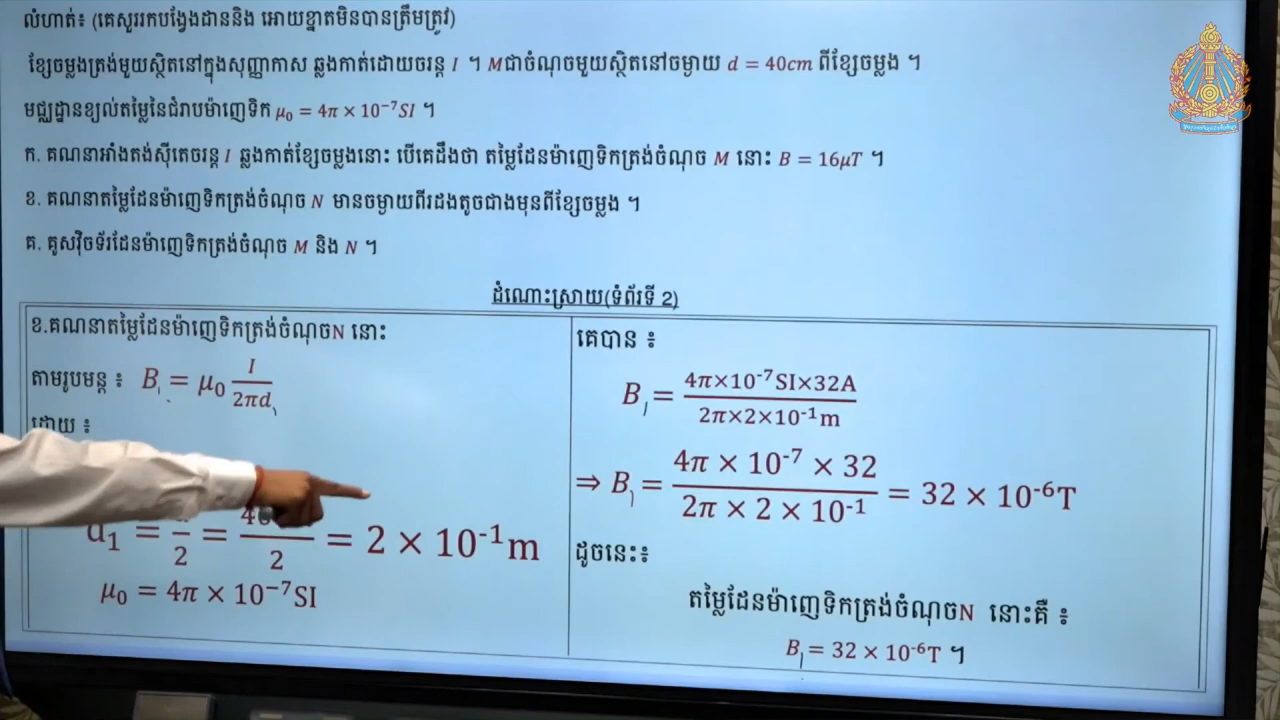 លំហាត់៖ (គេសួររកបង្វែងដាននិង អោយខ្នាតមិនបានត្រឹមត្រូវ)
ខ្សែចម្លងត្រង់មួយស្ថិតនៅក្នុងសុញ្ញាកាស ឆ្លងកាត់ដោយចរន្ត I ។ Mជាចំណុចមួយស្ថិតនៅចម្ងាយ d = 40cm ពីខ្សែចម្លង ។
មជ្ឈដ្ឋានខ្យល់តម្លៃនៃជំរាបម៉ាញេទិក μ₀ = 4π × 10⁻⁷SI ។
ក. គណនាអាំងតង់ស៊ីតេចរន្ត I ឆ្លងកាត់ខ្សែចម្លងនោះ បើគេដឹងថា តម្លៃដែនម៉ាញេទិកត្រង់ចំណុច M នោះ B = 16μT ។
ខ. គណនាតម្លៃដែនម៉ាញេទិកត្រង់ចំណុច N មានចម្ងាយពីរដងតូចជាងមុនពីខ្សែចម្លង ។
គ. គូសវ៉ិចទ័រដែនម៉ាញេទិកត្រង់ចំណុច M និង N ។
ដំណោះស្រាយ(ទំព័រទី 2)
ខ.គណនាតម្លៃដែនម៉ាញេទិកត្រង់ចំណុចN នោះ
តាមរូបមន្ត ៖ B₁ = μ₀ I/2πd₁
ដោយ ៖
d₁ = /2 = 40/2 = 2 × 10⁻¹m
μ₀ = 4π × 10⁻⁷SI
គេបាន ៖
B₁ = 4π×10⁻⁷SI×32A/2π×2×10⁻¹m
⇒ B₁ = 4π × 10⁻⁷ × 32/2π × 2 × 10⁻¹ = 32 × 10⁻⁶T
ដូចនេះ៖
តម្លៃដែនម៉ាញេទិកត្រង់ចំណុចN នោះគឺ ៖
B₁ = 32 × 10⁻⁶T ។